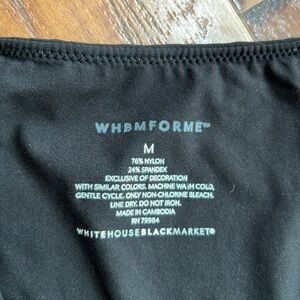 WHBMFORME™
M
76% NYLON
24% SPANDEX
EXCLUSIVE OF DECORATION
WITH SIMILAR COLORS. MACHINE WASH COLD,
GENTLE CYCLE. ONLY NON-CHLORINE BLEACH.
LINE DRY. DO NOT IRON.
MADE IN CAMBODIA
RN 79984
WHITEHOUSEBLACKMARKET®